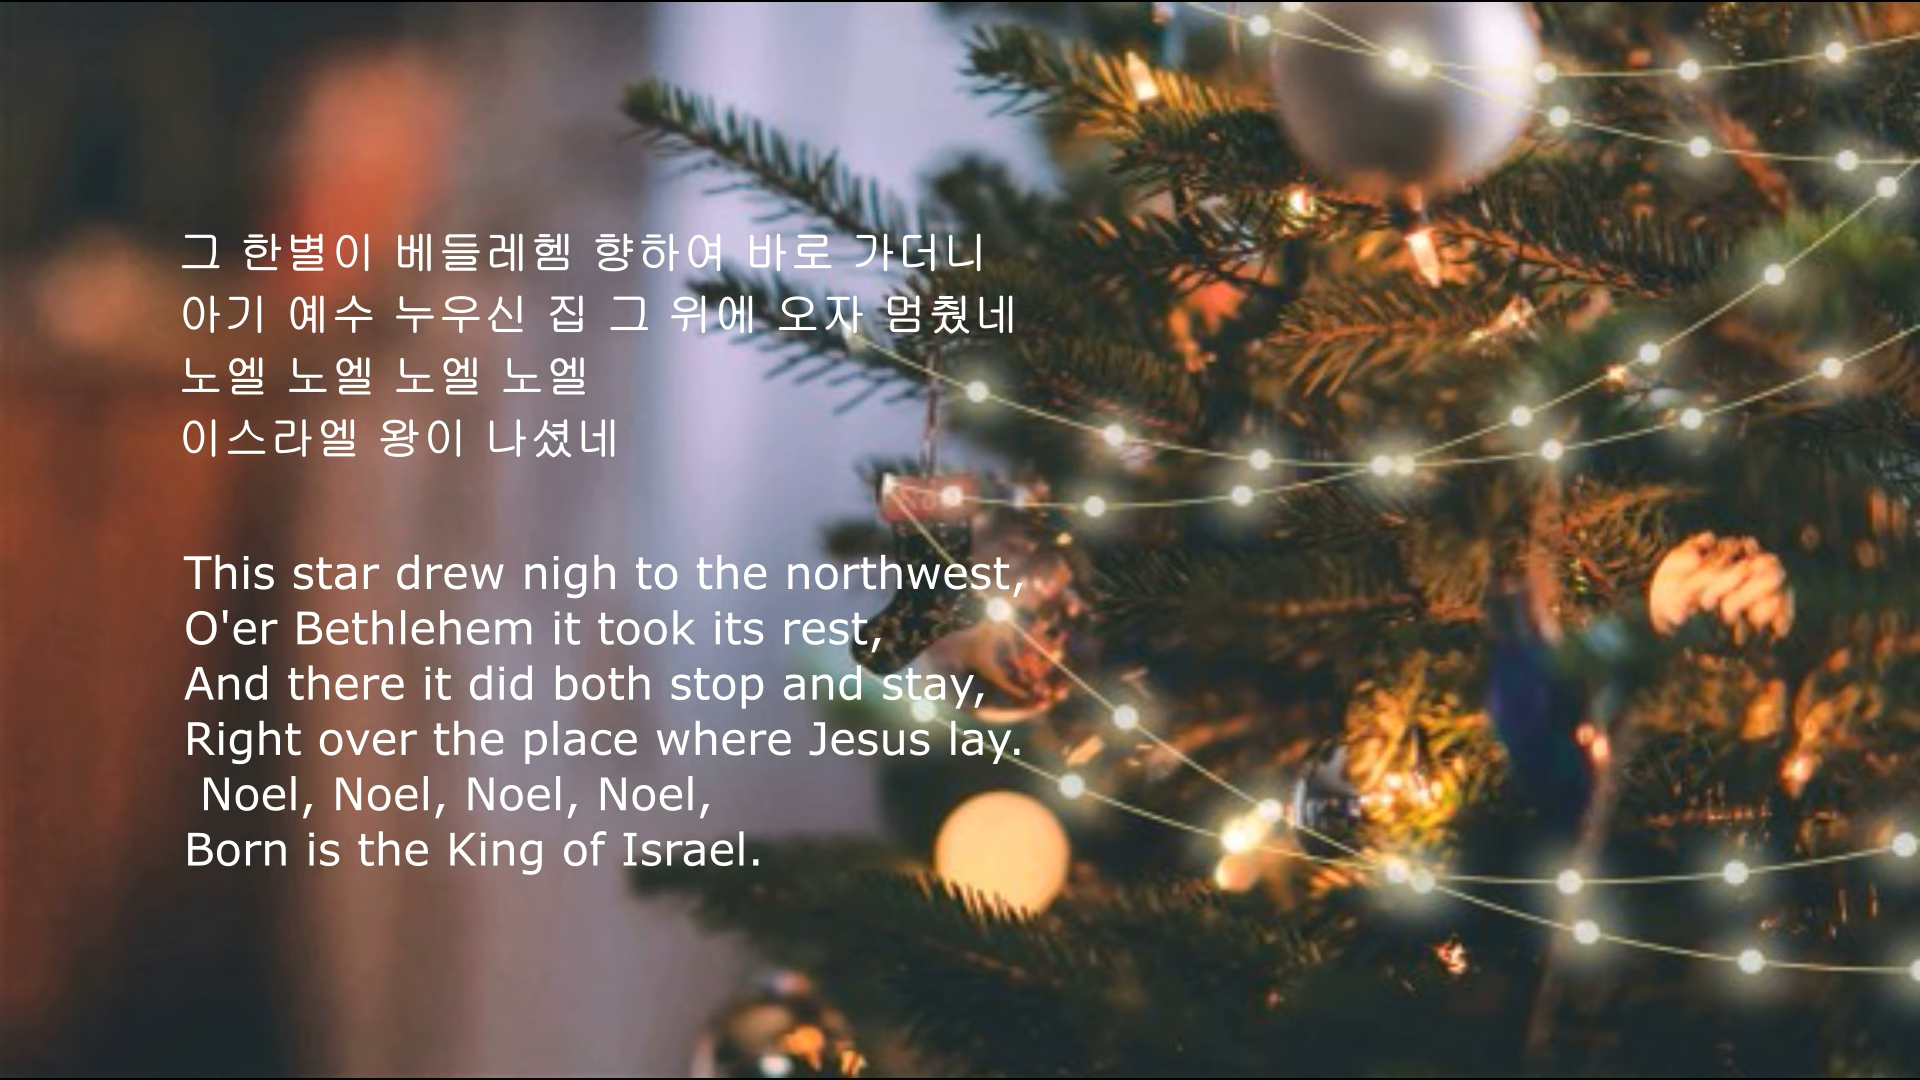 그 한별이 베들레헴 향하여 바로 가더니
아기 예수 누우신 집 그 위에 오자 멈췄네
노엘 노엘 노엘 노엘
이스라엘 왕이 나셨네
This star drew nigh to the northwest,
O'er Bethlehem it took its rest,
And there it did both stop and stay,
Right over the place where Jesus lay.
Noel, Noel, Noel, Noel,
Born is the King of Israel.